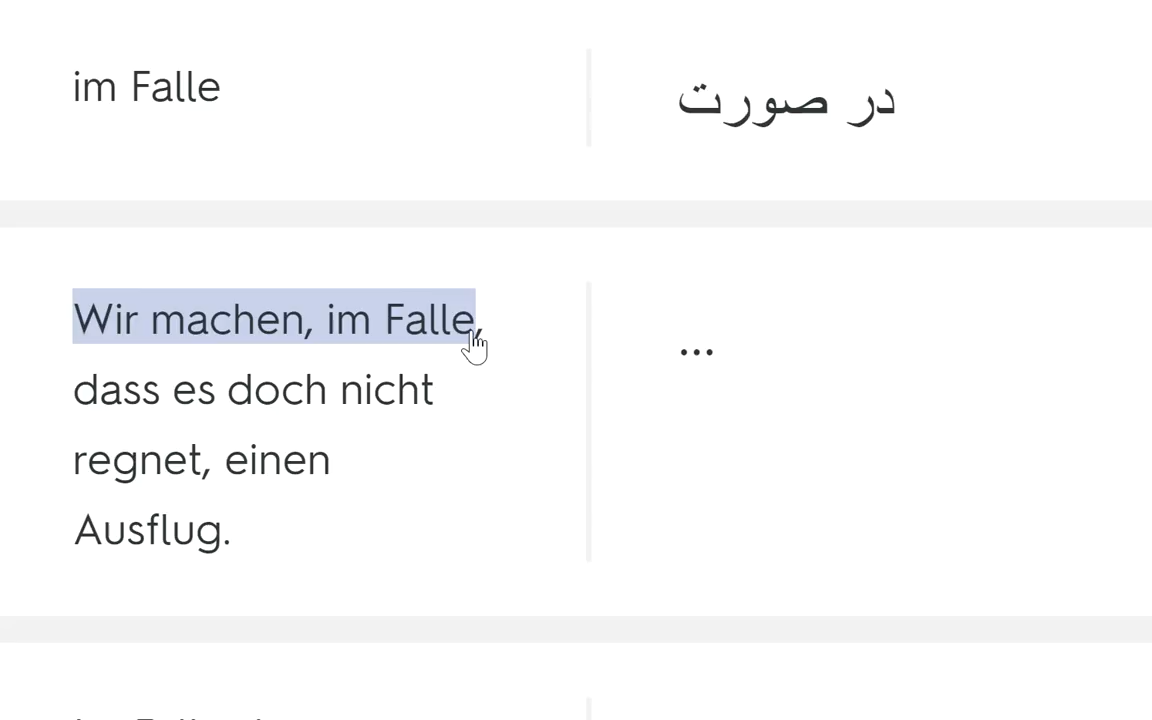 im Falle
در صورت
Wir machen, im Falle,
dass es doch nicht
regnet, einen
Ausflug.
...